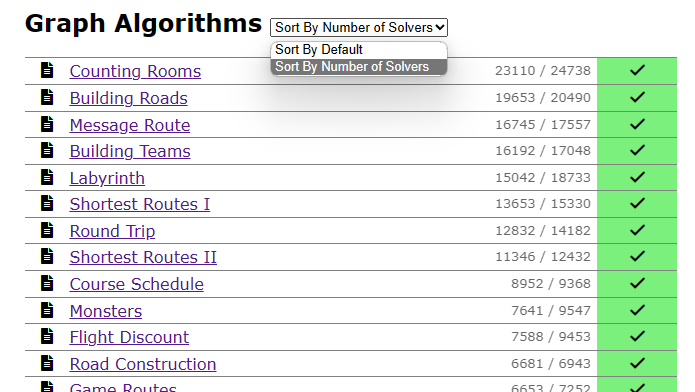 Graph Algorithms Sort By Number of Solvers
Sort By Default
Sort By Number of Solvers
Counting Rooms 23110 / 24738
Building Roads 19653 / 20490
Message Route 16745 / 17557
Building Teams 16192 / 17048
Labyrinth 15042 / 18733
Shortest Routes I 13653 / 15330
Round Trip 12832 / 14182
Shortest Routes II 11346 / 12432
Course Schedule 8952 / 9368
Monsters 7641 / 9547
Flight Discount 7588 / 9453
Road Construction 6681 / 6943
Game Routes 6653 / 7252